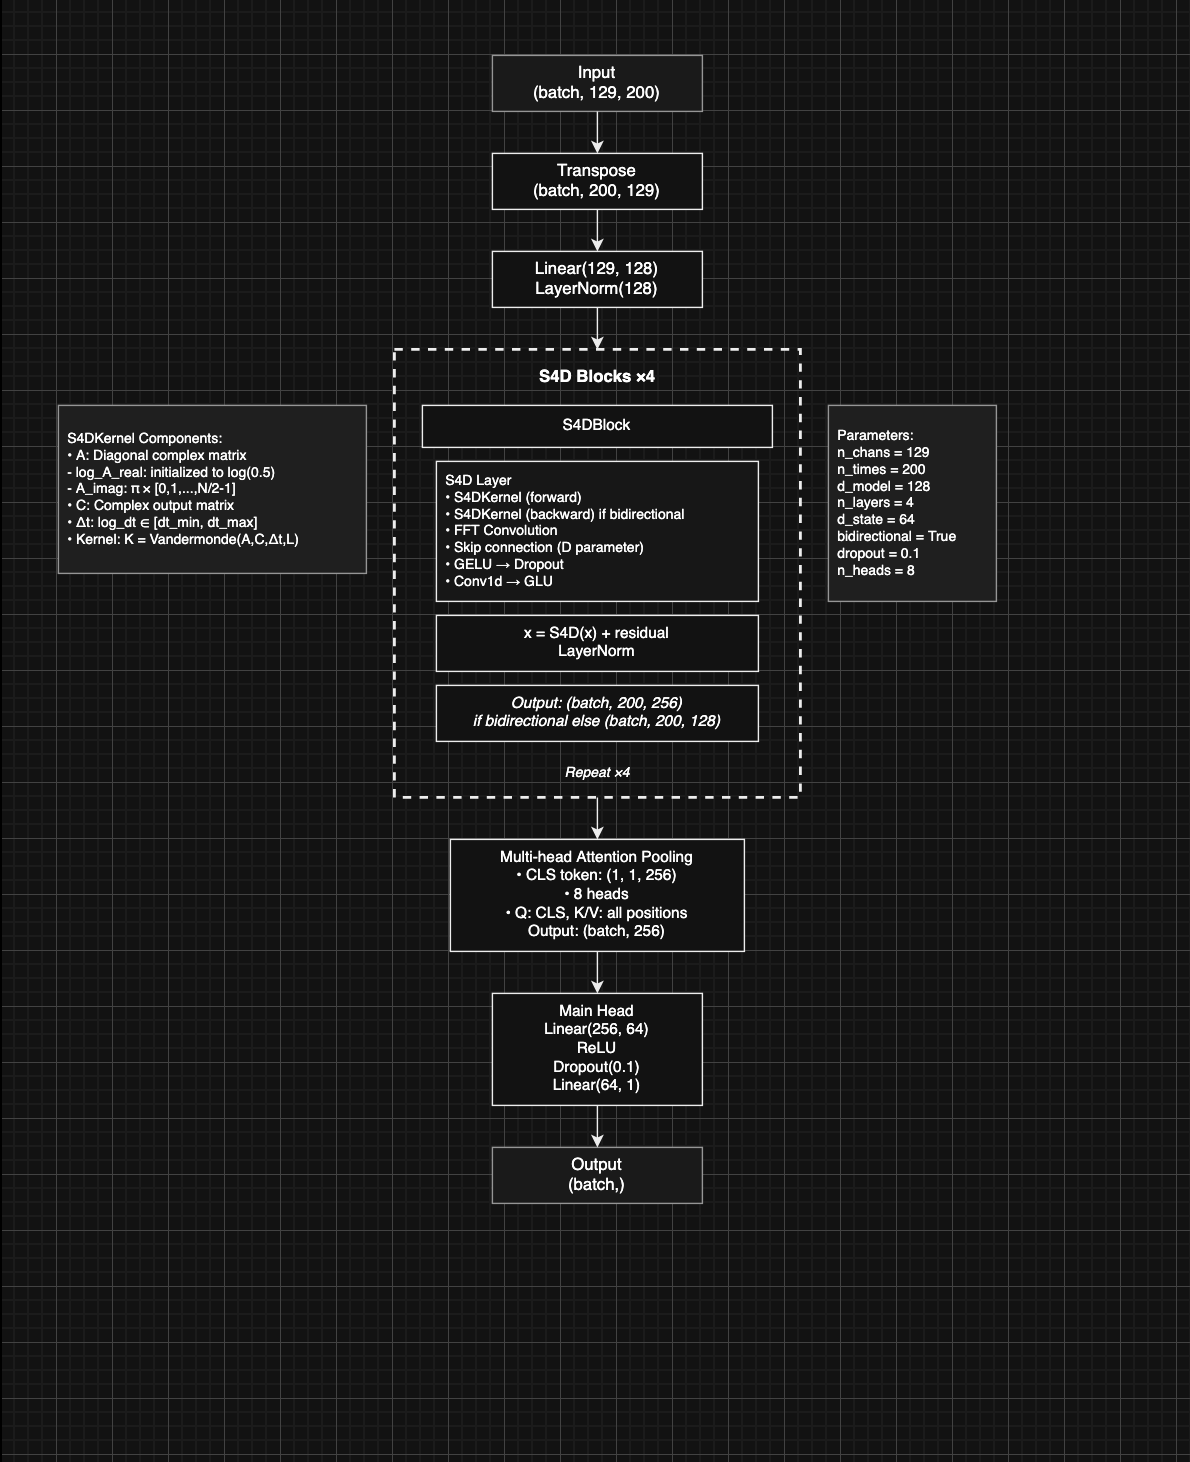 Input
(batch, 129, 200)
Transpose
(batch, 200, 129)
Linear(129, 128)
LayerNorm(128)
S4D Blocks ×4
S4DBlock
S4D Layer
• S4DKernel (forward)
• S4DKernel (backward) if bidirectional
• FFT Convolution
• Skip connection (D parameter)
• GELU → Dropout
• Conv1d → GLU
x = S4D(x) + residual
LayerNorm
Output: (batch, 200, 256)
if bidirectional else (batch, 200, 128)
Repeat ×4
S4DKernel Components:
• A: Diagonal complex matrix
- log_A_real: initialized to log(0.5)
- A_imag: π × [0,1,...,N/2-1]
• C: Complex output matrix
• Δt: log_dt ∈ [dt_min, dt_max]
• Kernel: K = Vandermonde(A,C,Δt,L)
Parameters:
n_chans = 129
n_times = 200
d_model = 128
n_layers = 4
d_state = 64
bidirectional = True
dropout = 0.1
n_heads = 8
Multi-head Attention Pooling
• CLS token: (1, 1, 256)
• 8 heads
• Q: CLS, K/V: all positions
Output: (batch, 256)
Main Head
Linear(256, 64)
ReLU
Dropout(0.1)
Linear(64, 1)
Output
(batch,)